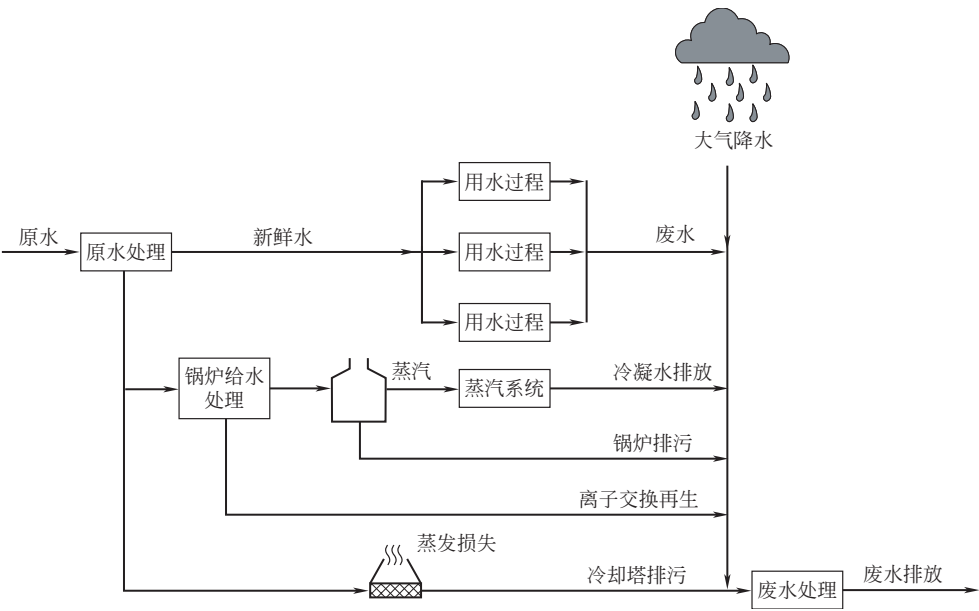 大气降水
用水过程
原水
新鲜水
废水
原水处理
用水过程
用水过程
锅炉给水
处理
蒸汽
蒸汽系统
冷凝水排放
锅炉排污
离子交换再生
蒸发损失
冷却塔排污
废水处理
废水排放